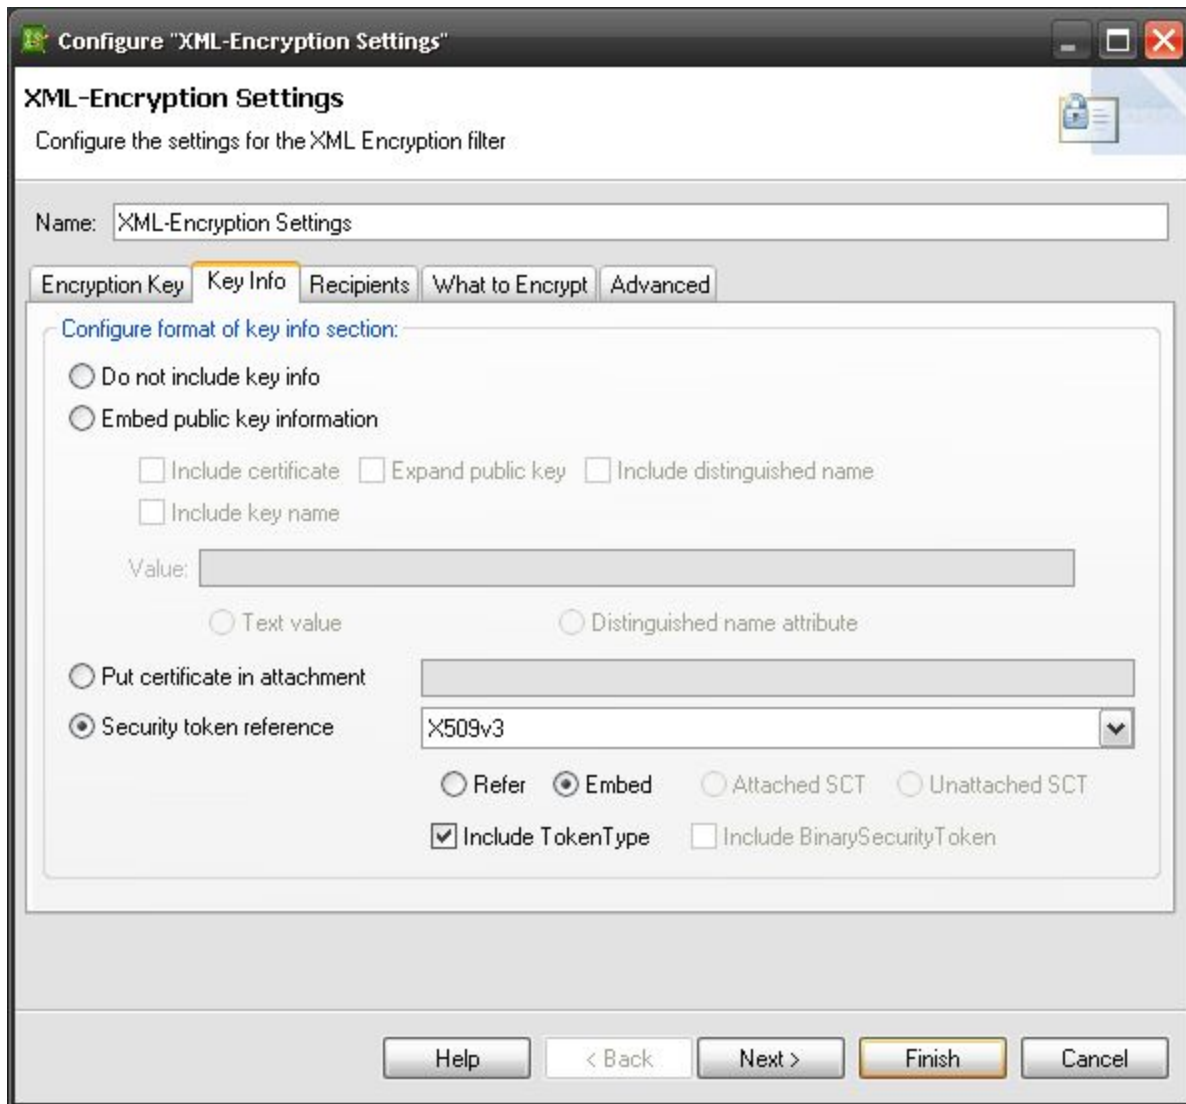 Configure "XML-Encryption Settings"
XML-Encryption Settings
Configure the settings for the XML Encryption filter
Name: XML-Encryption Settings
Encryption Key Key Info Recipients What to Encrypt Advanced
Configure format of key info section:
Do not include key info
Embed public key information
Include certificate Expand public key Include distinguished name
Include key name
Value:
Text value Distinguished name attribute
Put certificate in attachment
Security token reference X509v3
Refer Embed Attached SCT Unattached SCT
Include TokenType Include BinarySecurityToken
Help < Back Next > Finish Cancel